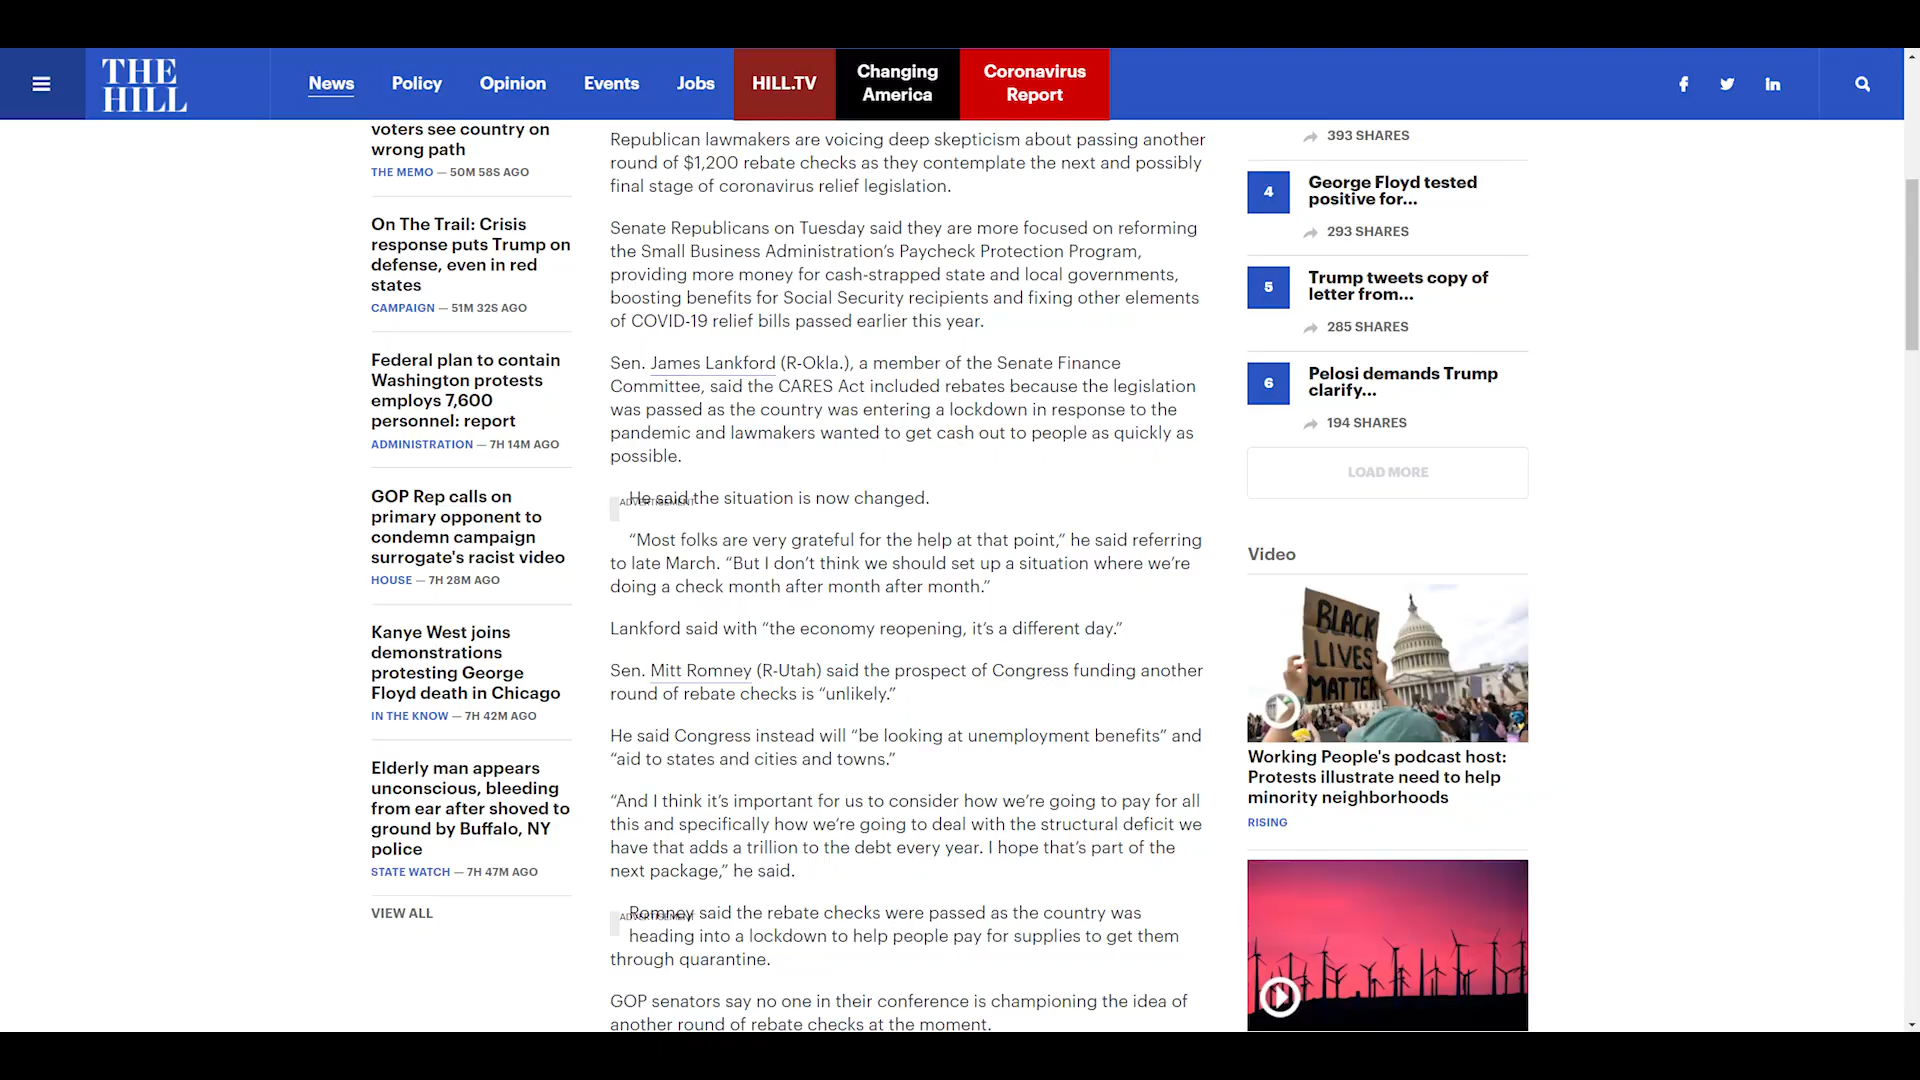 THE
HILL
News
Policy
Opinion
Events
Jobs
HILL.TV
Changing
America
Coronavirus
Report
voters see country on
wrong path
THE MEMO — 50M 58S AGO
On The Trail: Crisis
response puts Trump on
defense, even in red
states
CAMPAIGN — 51M 32S AGO
Federal plan to contain
Washington protests
employs 7,600
personnel: report
ADMINISTRATION — 7H 14M AGO
GOP Rep calls on
primary opponent to
condemn campaign
surrogate's racist video
HOUSE — 7H 28M AGO
Kanye West joins
demonstrations
protesting George
Floyd death in Chicago
IN THE KNOW — 7H 42M AGO
Elderly man appears
unconscious, bleeding
from ear after shoved to
ground by Buffalo, NY
police
STATE WATCH — 7H 47M AGO
VIEW ALL
Republican lawmakers are voicing deep skepticism about passing another
round of $1,200 rebate checks as they contemplate the next and possibly
final stage of coronavirus relief legislation.
Senate Republicans on Tuesday said they are more focused on reforming
the Small Business Administration’s Paycheck Protection Program,
providing more money for cash-strapped state and local governments,
boosting benefits for Social Security recipients and fixing other elements
of COVID-19 relief bills passed earlier this year.
Sen. James Lankford (R-Okla.), a member of the Senate Finance
Committee, said the CARES Act included rebates because the legislation
was passed as the country was entering a lockdown in response to the
pandemic and lawmakers wanted to get cash out to people as quickly as
possible.
ADVERTISEMENT
He said the situation is now changed.
“Most folks are very grateful for the help at that point,” he said referring
to late March. “But I don’t think we should set up a situation where we’re
doing a check month after month after month.”
Lankford said with “the economy reopening, it’s a different day.”
Sen. Mitt Romney (R-Utah) said the prospect of Congress funding another
round of rebate checks is “unlikely.”
He said Congress instead will “be looking at unemployment benefits” and
“aid to states and cities and towns.”
“And I think it’s important for us to consider how we’re going to pay for all
this and specifically how we’re going to deal with the structural deficit we
have that adds a trillion to the debt every year. I hope that’s part of the
next package,” he said.
ADVERTISEMENT
Romney said the rebate checks were passed as the country was
heading into a lockdown to help people pay for supplies to get them
through quarantine.
GOP senators say no one in their conference is championing the idea of
another round of rebate checks at the moment.
393 SHARES
4
George Floyd tested
positive for...
293 SHARES
5
Trump tweets copy of
letter from...
285 SHARES
6
Pelosi demands Trump
clarify...
194 SHARES
LOAD MORE
Video
BLACK
LIVES
MATTER
Working People's podcast host:
Protests illustrate need to help
minority neighborhoods
RISING